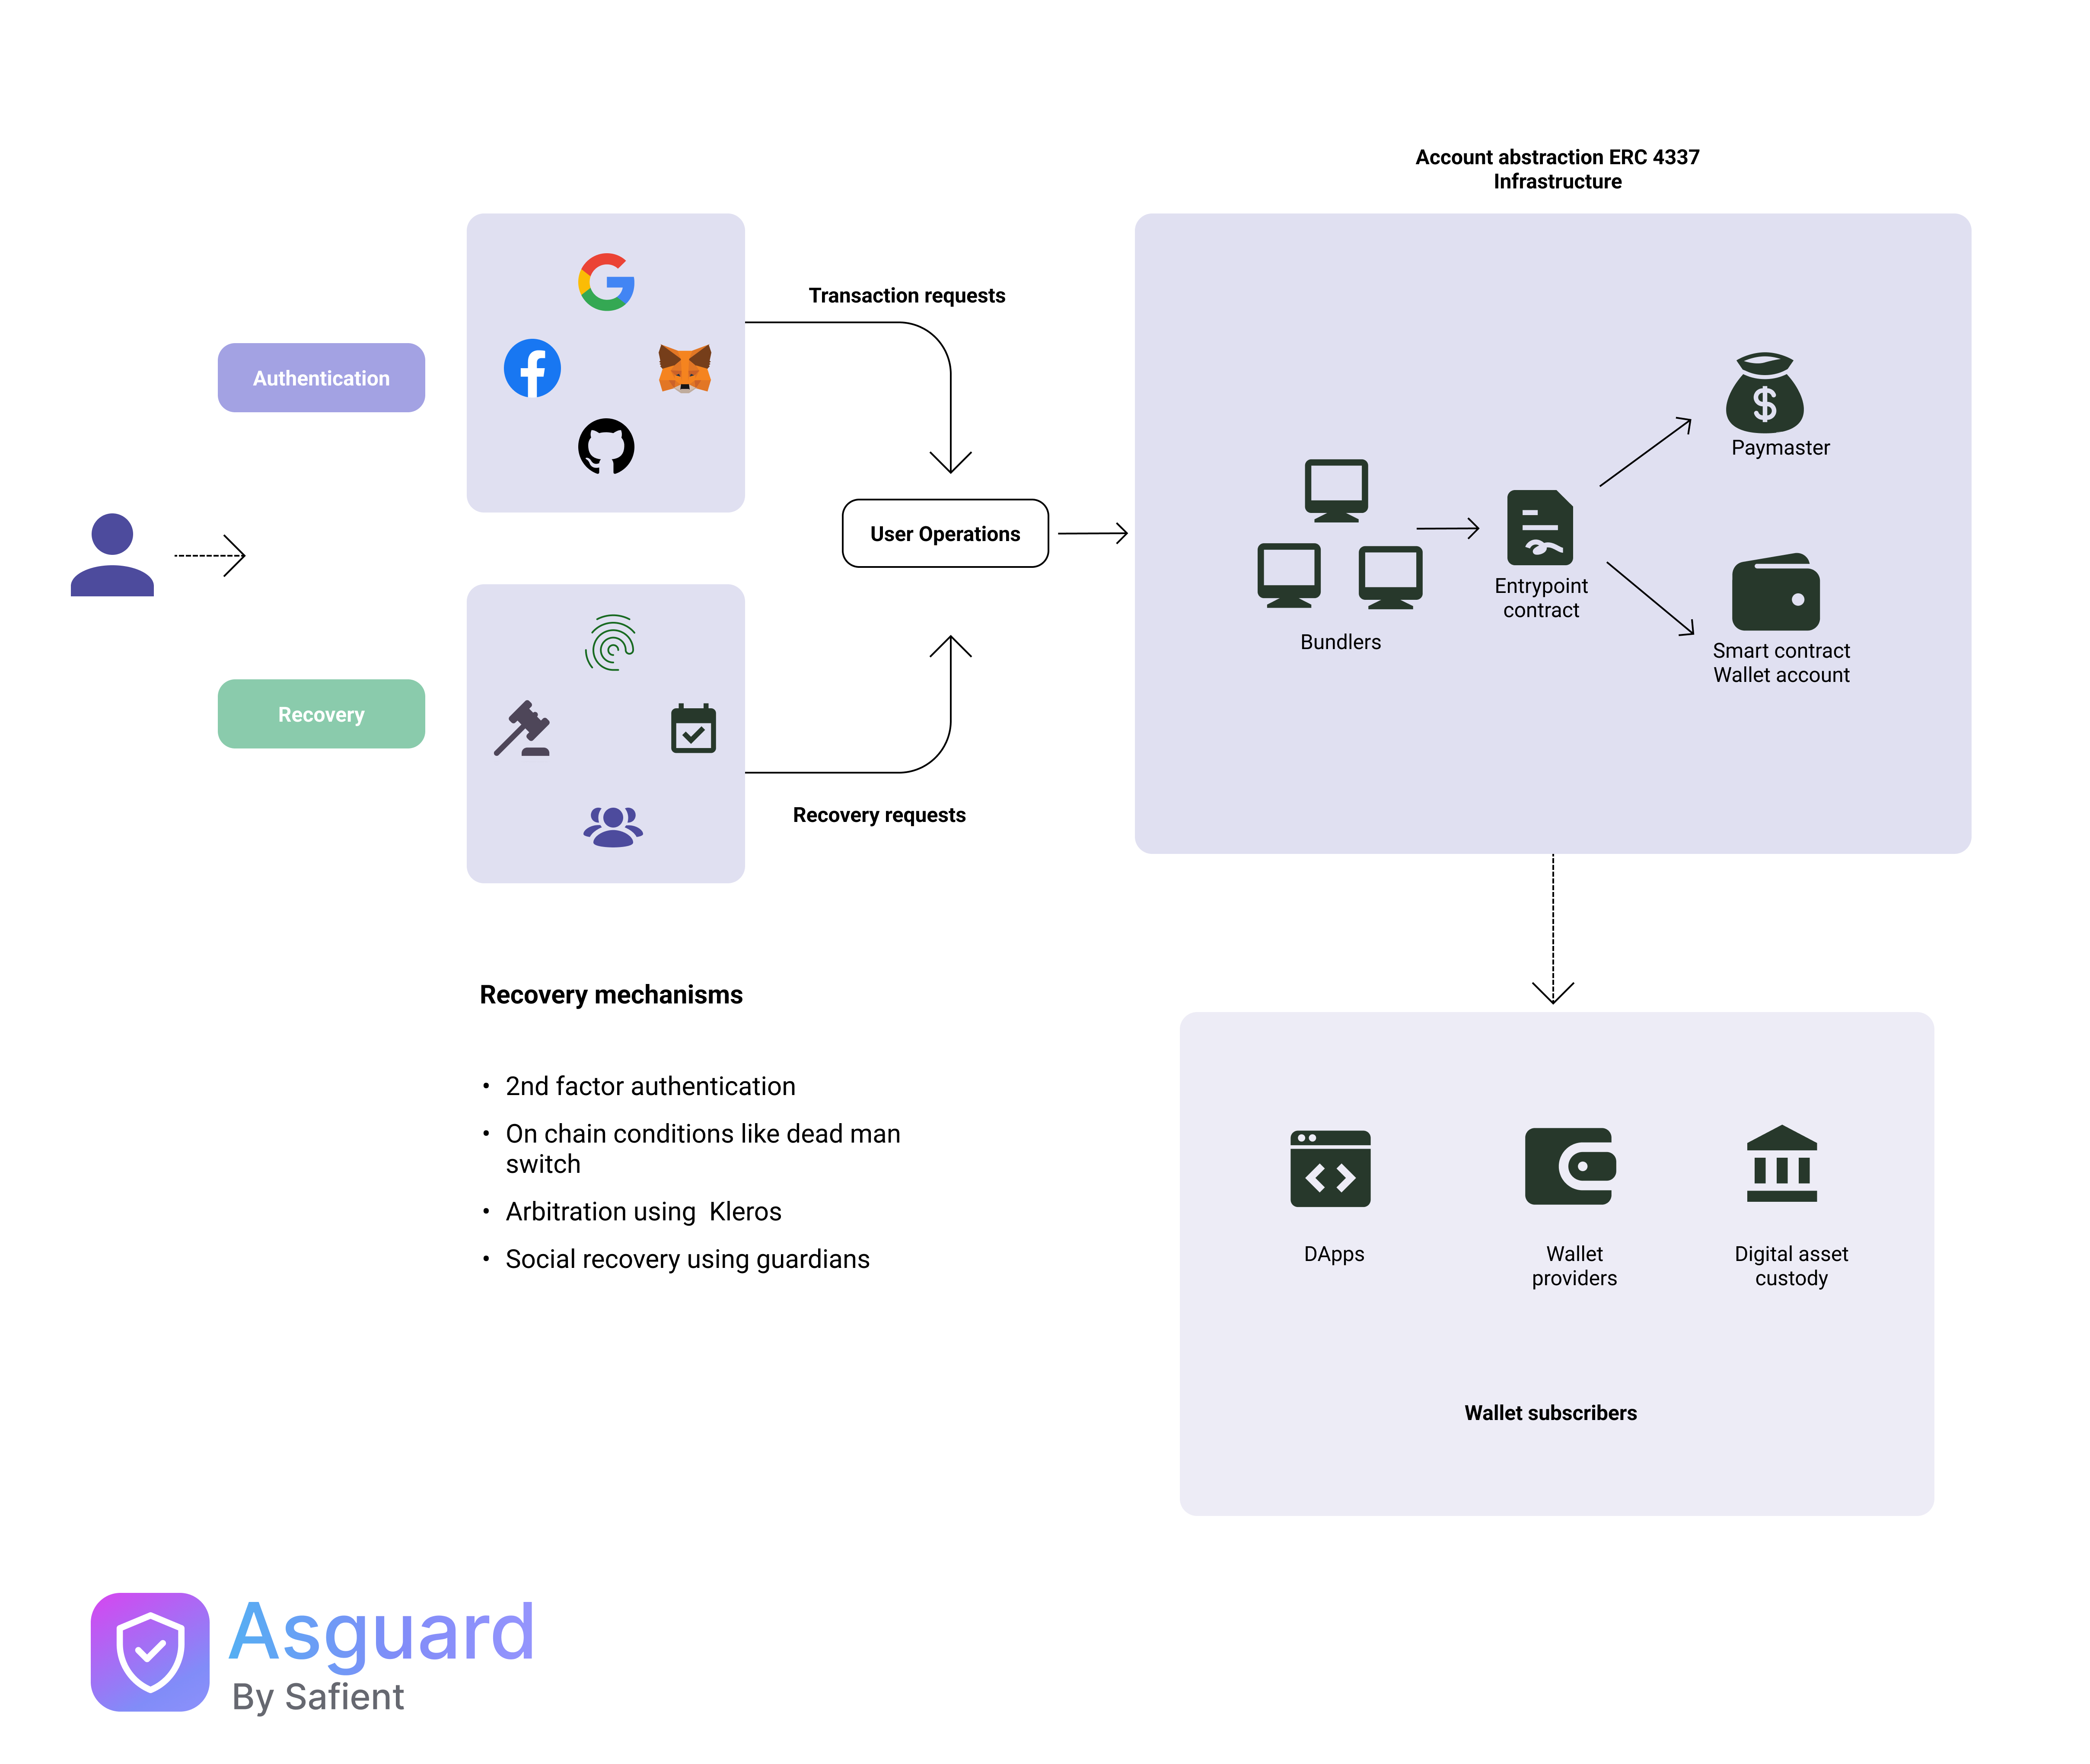 Account abstraction ERC 4337
Infrastructure
Transaction requests
Authentication
Paymaster
User Operations
Entrypoint
contract
Bundlers
Smart contract
Wallet account
Recovery
Recovery requests
Recovery mechanisms
• 2nd factor authentication
• On chain conditions like dead man
switch
• Arbitration using  Kleros
• Social recovery using guardians
DApps
Wallet
providers
Digital asset
custody
Wallet subscribers
Asguard
By Safient